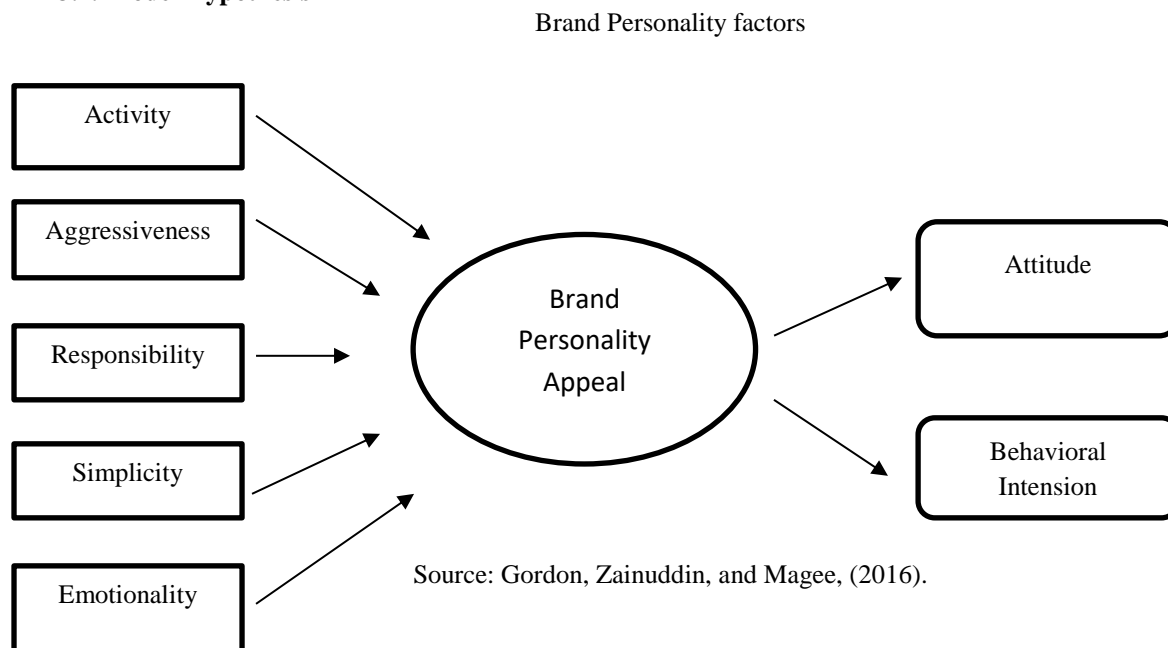 Brand Personality factors
Activity
Aggressiveness
Responsibility
Simplicity
Emotionality
Brand
Personality
Appeal
Attitude
Behavioral
Intension
Source: Gordon, Zainuddin, and Magee, (2016).